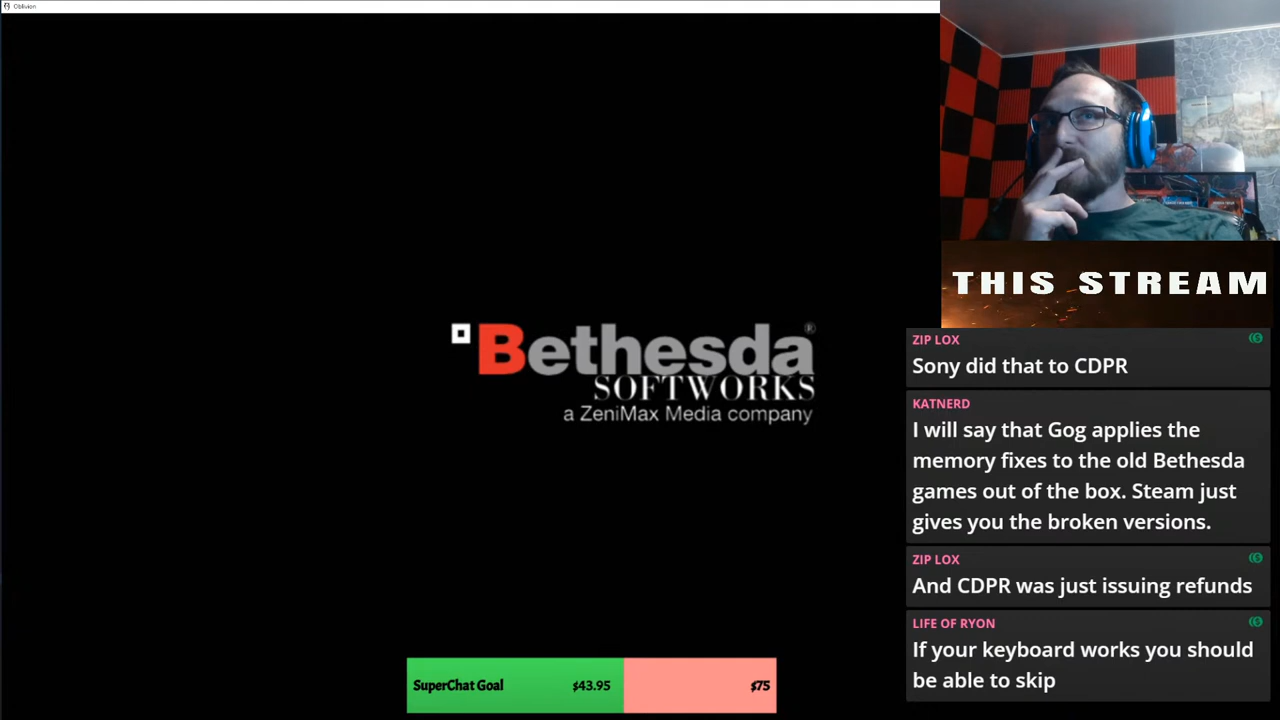 Oblivion
Bethesda®
SOFTWORKS
a ZeniMax Media company
THIS STREAM
ZIP LOX
Sony did that to CDPR
KATNERD
I will say that Gog applies the
memory fixes to the old Bethesda
games out of the box. Steam just
gives you the broken versions.
ZIP LOX
And CDPR was just issuing refunds
LIFE OF RYON
If your keyboard works you should
be able to skip
SuperChat Goal $43.95 $75